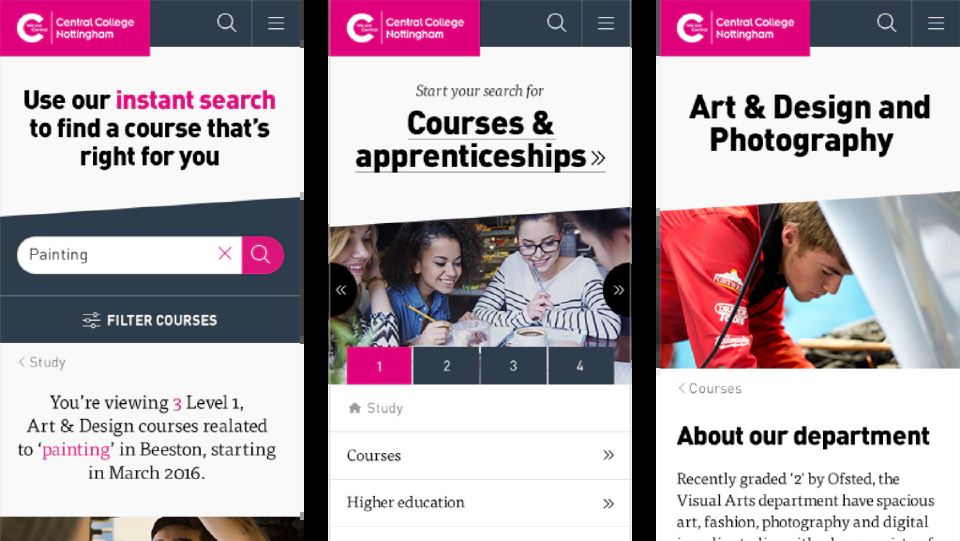 Central College
Nottingham
Use our instant search
to find a course that's
right for you
Painting
FILTER COURSES
Study
You're viewing 3 Level 1,
Art & Design courses realated
to 'painting' in Beeston, starting
in March 2016.
Central College
Nottingham
Start your search for
Courses &
apprenticeships »
1
2
3
4
Study
Courses
Higher education
Central College
Nottingham
Art & Design and
Photography
Courses
About our department
Recently graded '2' by Ofsted, the
Visual Arts department have spacious
art, fashion, photography and digital